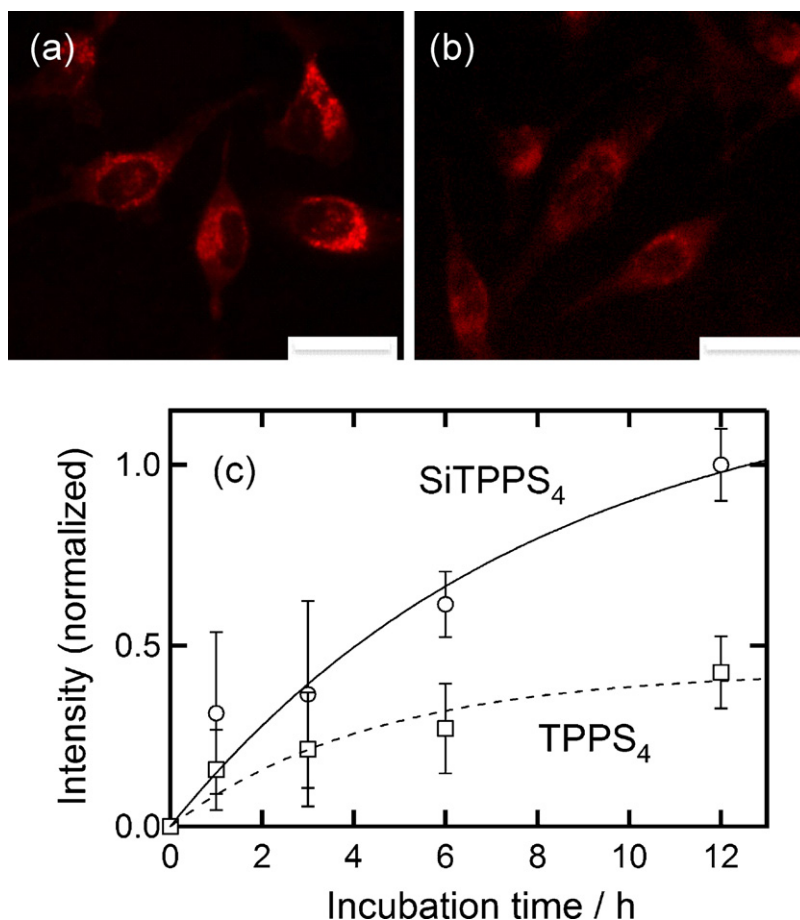 (a)
(b)
(c)
SiTPPS₄
TPPS₄
1.0
0.5
0.0
Intensity (normalized)
0 2 4 6 8 10 12
Incubation time / h